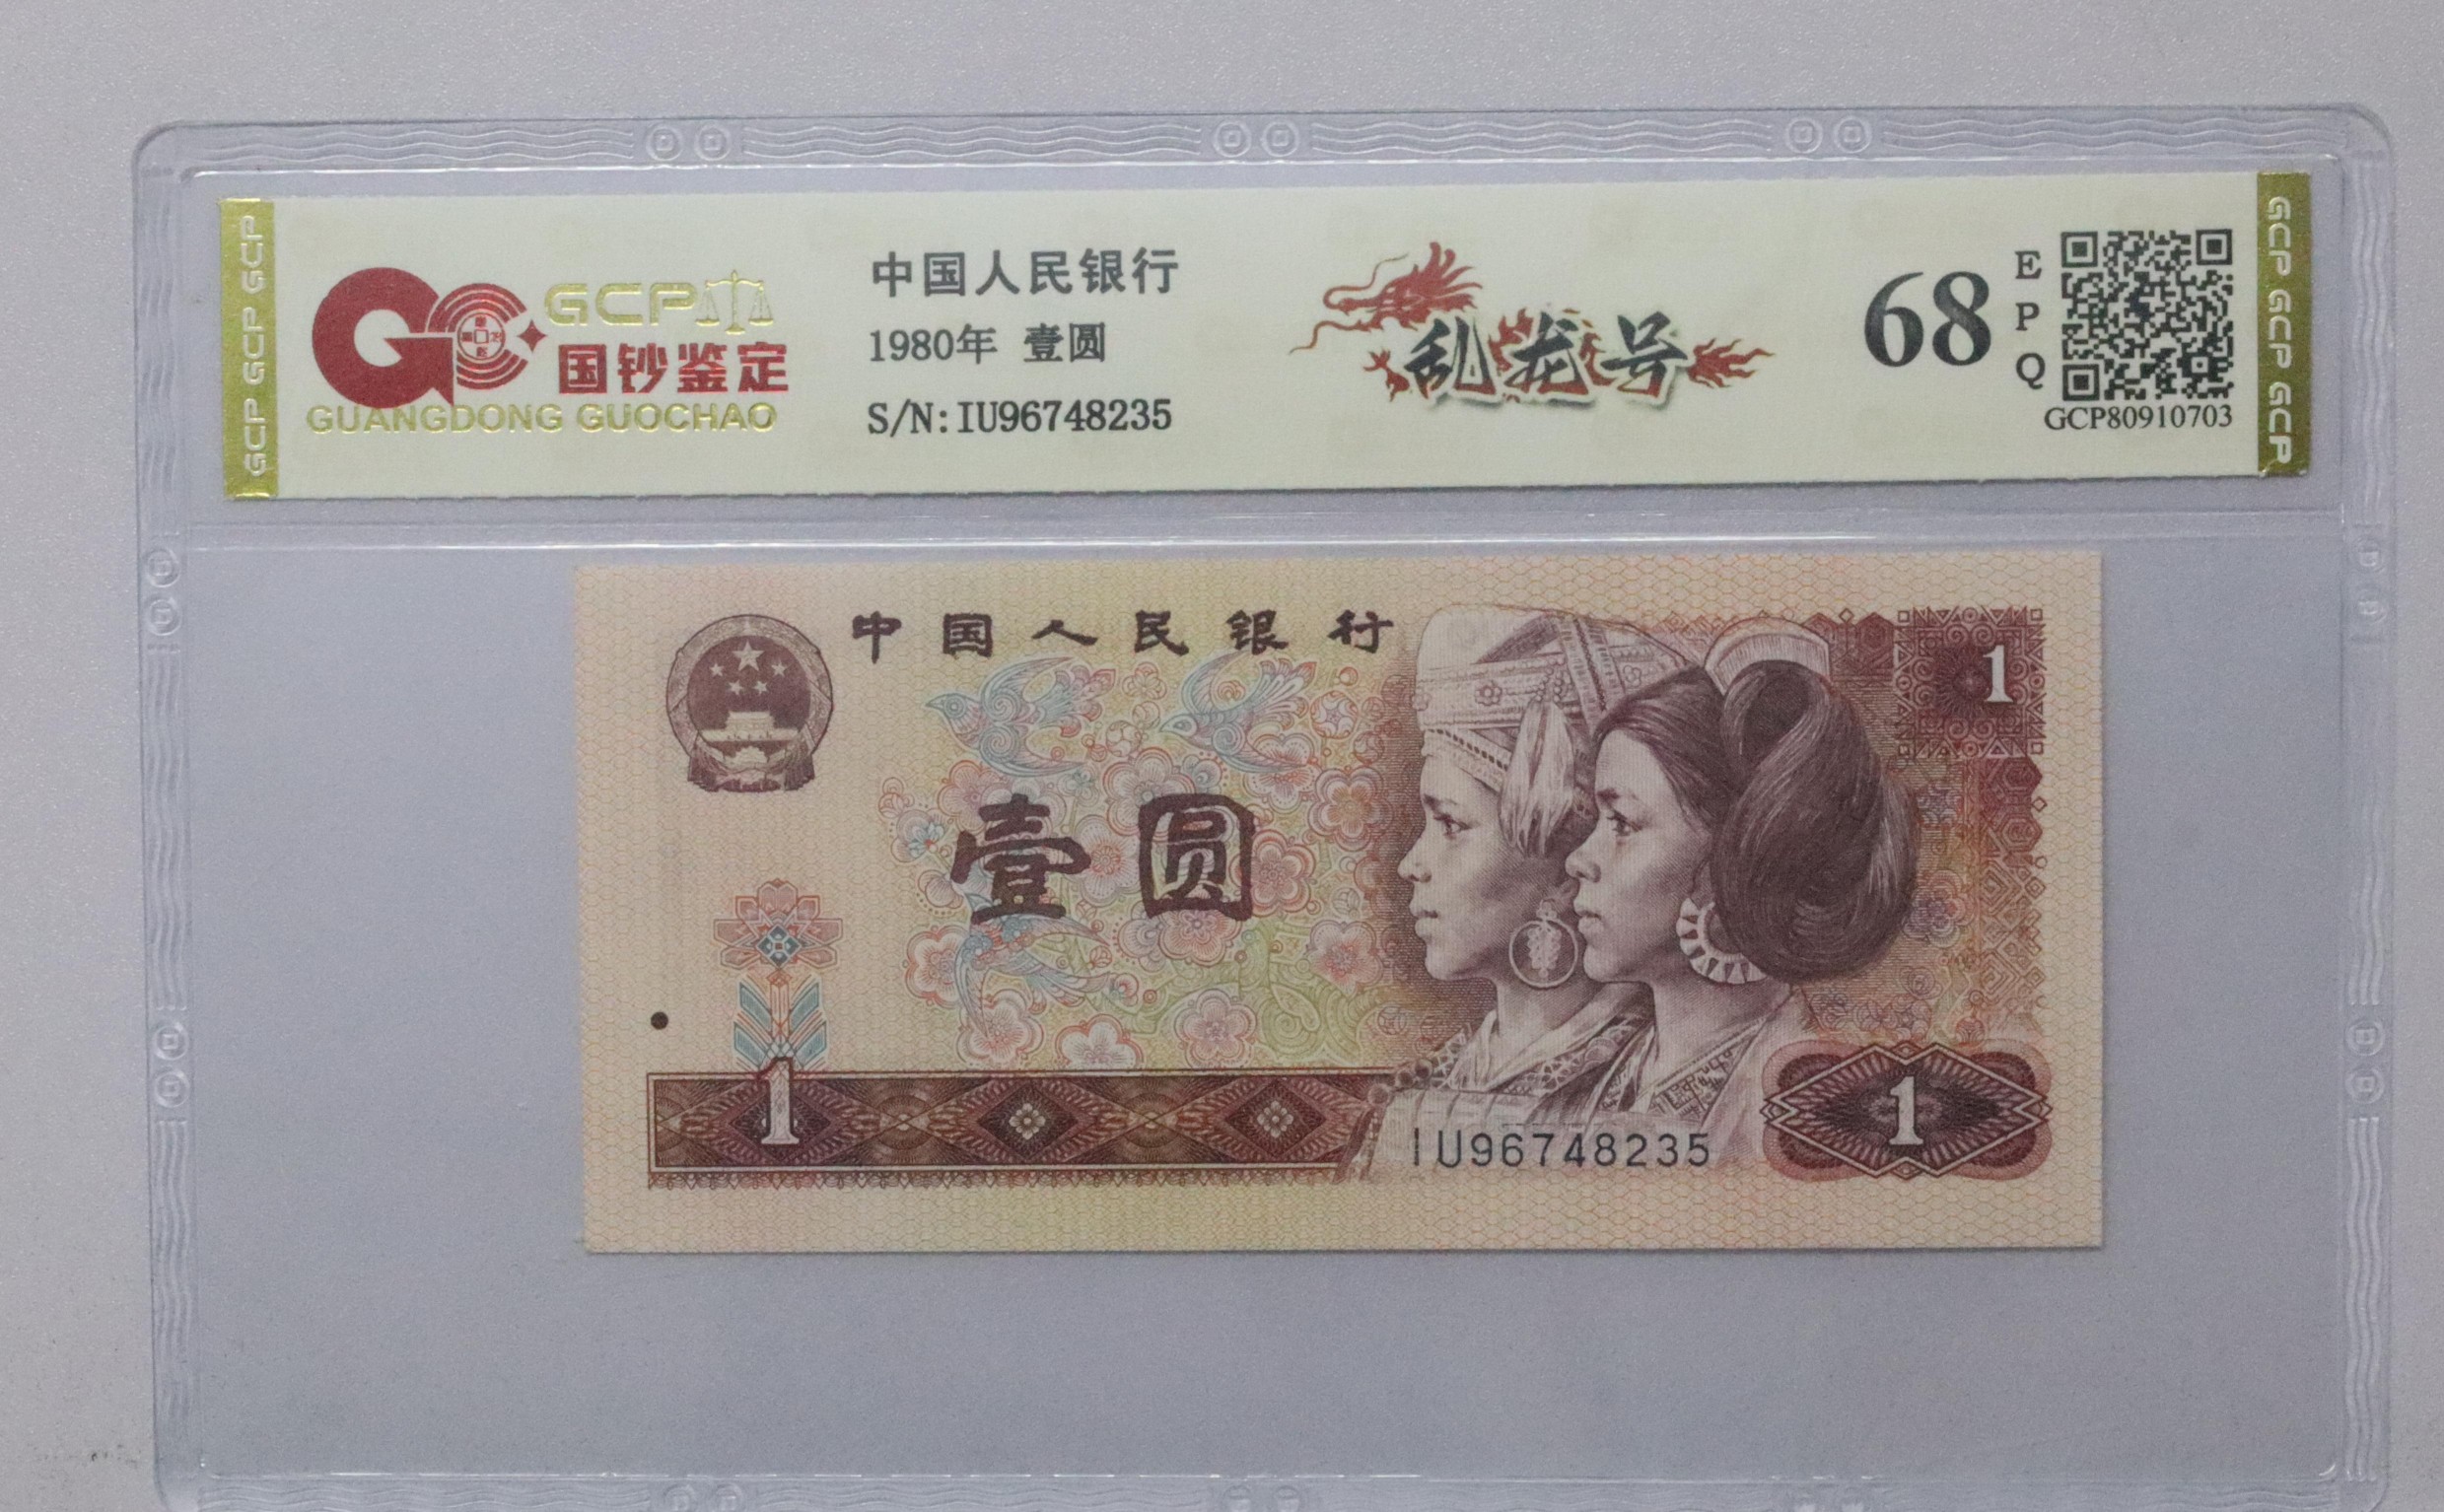 GCP GCP GCP
GCP
国钞鉴定
GUANGDONG GUOCHAO
中国人民银行
1980年 壹圆
S/N:IU96748235
乱龙号
68
E
P
Q
GCP80910703
GCP GCP GCP
中国人民银行
1
壹圆
1
1
IU96748235